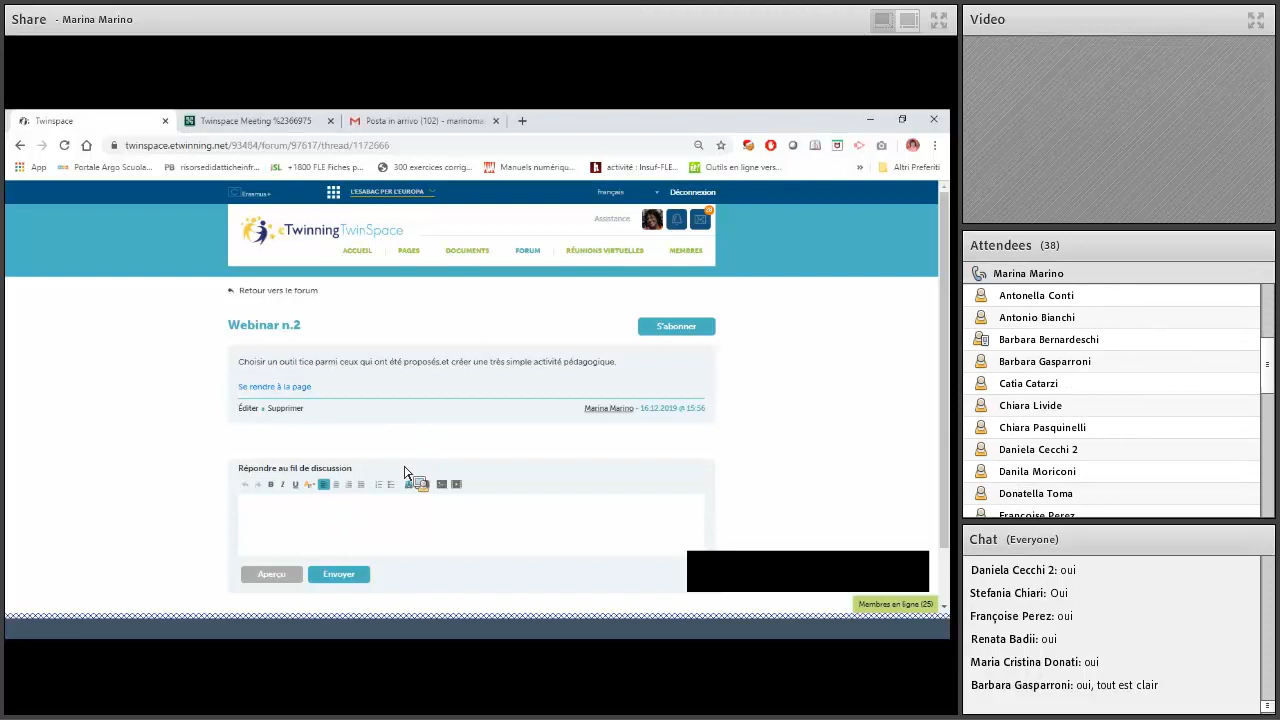 Share - Marina Marino
Video
Twinspace
Twinspace Meeting %2366975
Posta in arrivo (102) - marinoma
twinspace.etwinning.net/93484/forum/97617/thread/1172666
App
Portale Argo Scuola...
PB risorsedidatticheinf...
iSL +1800 FLE Fiches p...
300 exercices corrig...
Manuels numériqu...
h activité : Insuf-FLE...
Outils en ligne vers...
»
Altri Preferiti
Erasmus+
L'ESABAC PER L'EUROPA
français
Déconnexion
eTwinning TwinSpace
Assistance
ACCUEIL
PAGES
DOCUMENTS
FORUM
RÉUNIONS VIRTUELLES
MEMBRES
Retour vers le forum
Webinar n.2
S'abonner
Choisir un outil tice parmi ceux qui ont été proposés,et créer une très simple activité pédagogique.
Se rendre à la page
Éditer • Supprimer
Marina Marino - 16.12.2019 @ 15:56
Répondre au fil de discussion
B I U
Aperçu
Envoyer
Membres en ligne (25)
Attendees (38)
Marina Marino
Antonella Conti
Antonio Bianchi
Barbara Bernardeschi
Barbara Gasparroni
Catia Catarzi
Chiara Livide
Chiara Pasquinelli
Daniela Cecchi 2
Danila Moriconi
Donatella Toma
Françoise Perez
Chat (Everyone)
Daniela Cecchi 2: oui
Stefania Chiari: Oui
Françoise Perez: oui
Renata Badii: oui
Maria Cristina Donati: oui
Barbara Gasparroni: oui, tout est clair